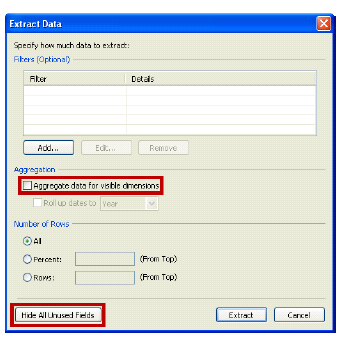 Extract Data
Specify how much data to extract:
Filters (Optional)
Filter Details
Add... Edit... Remove
Aggregation
Aggregate data for visible dimensions
Roll up dates to Year
Number of Rows
All
Percent: (From Top)
Rows: (From Top)
Hide All Unused Fields Extract Cancel